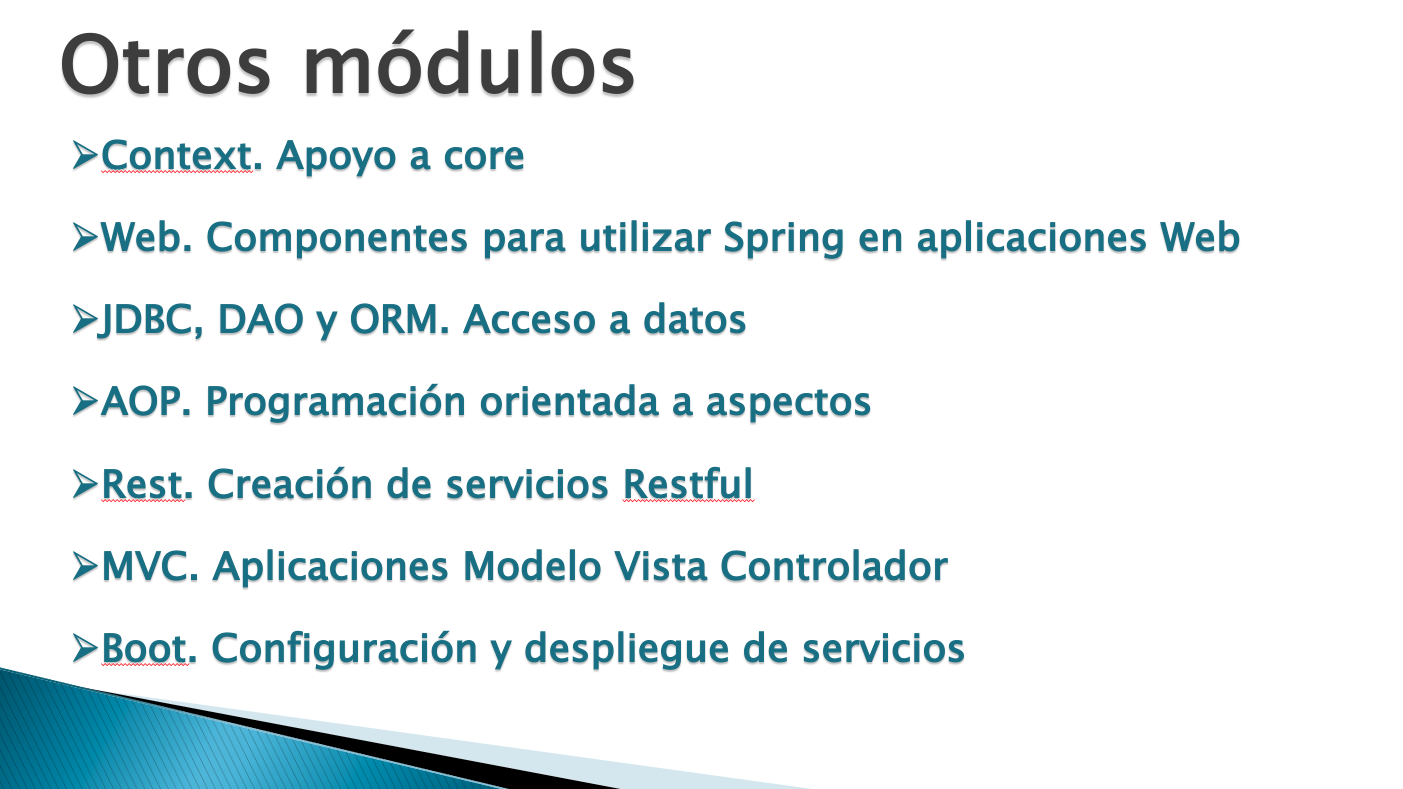 Otros módulos
➢Context. Apoyo a core
➢Web. Componentes para utilizar Spring en aplicaciones Web
➢JDBC, DAO y ORM. Acceso a datos
➢AOP. Programación orientada a aspectos
➢Rest. Creación de servicios Restful
➢MVC. Aplicaciones Modelo Vista Controlador
➢Boot. Configuración y despliegue de servicios